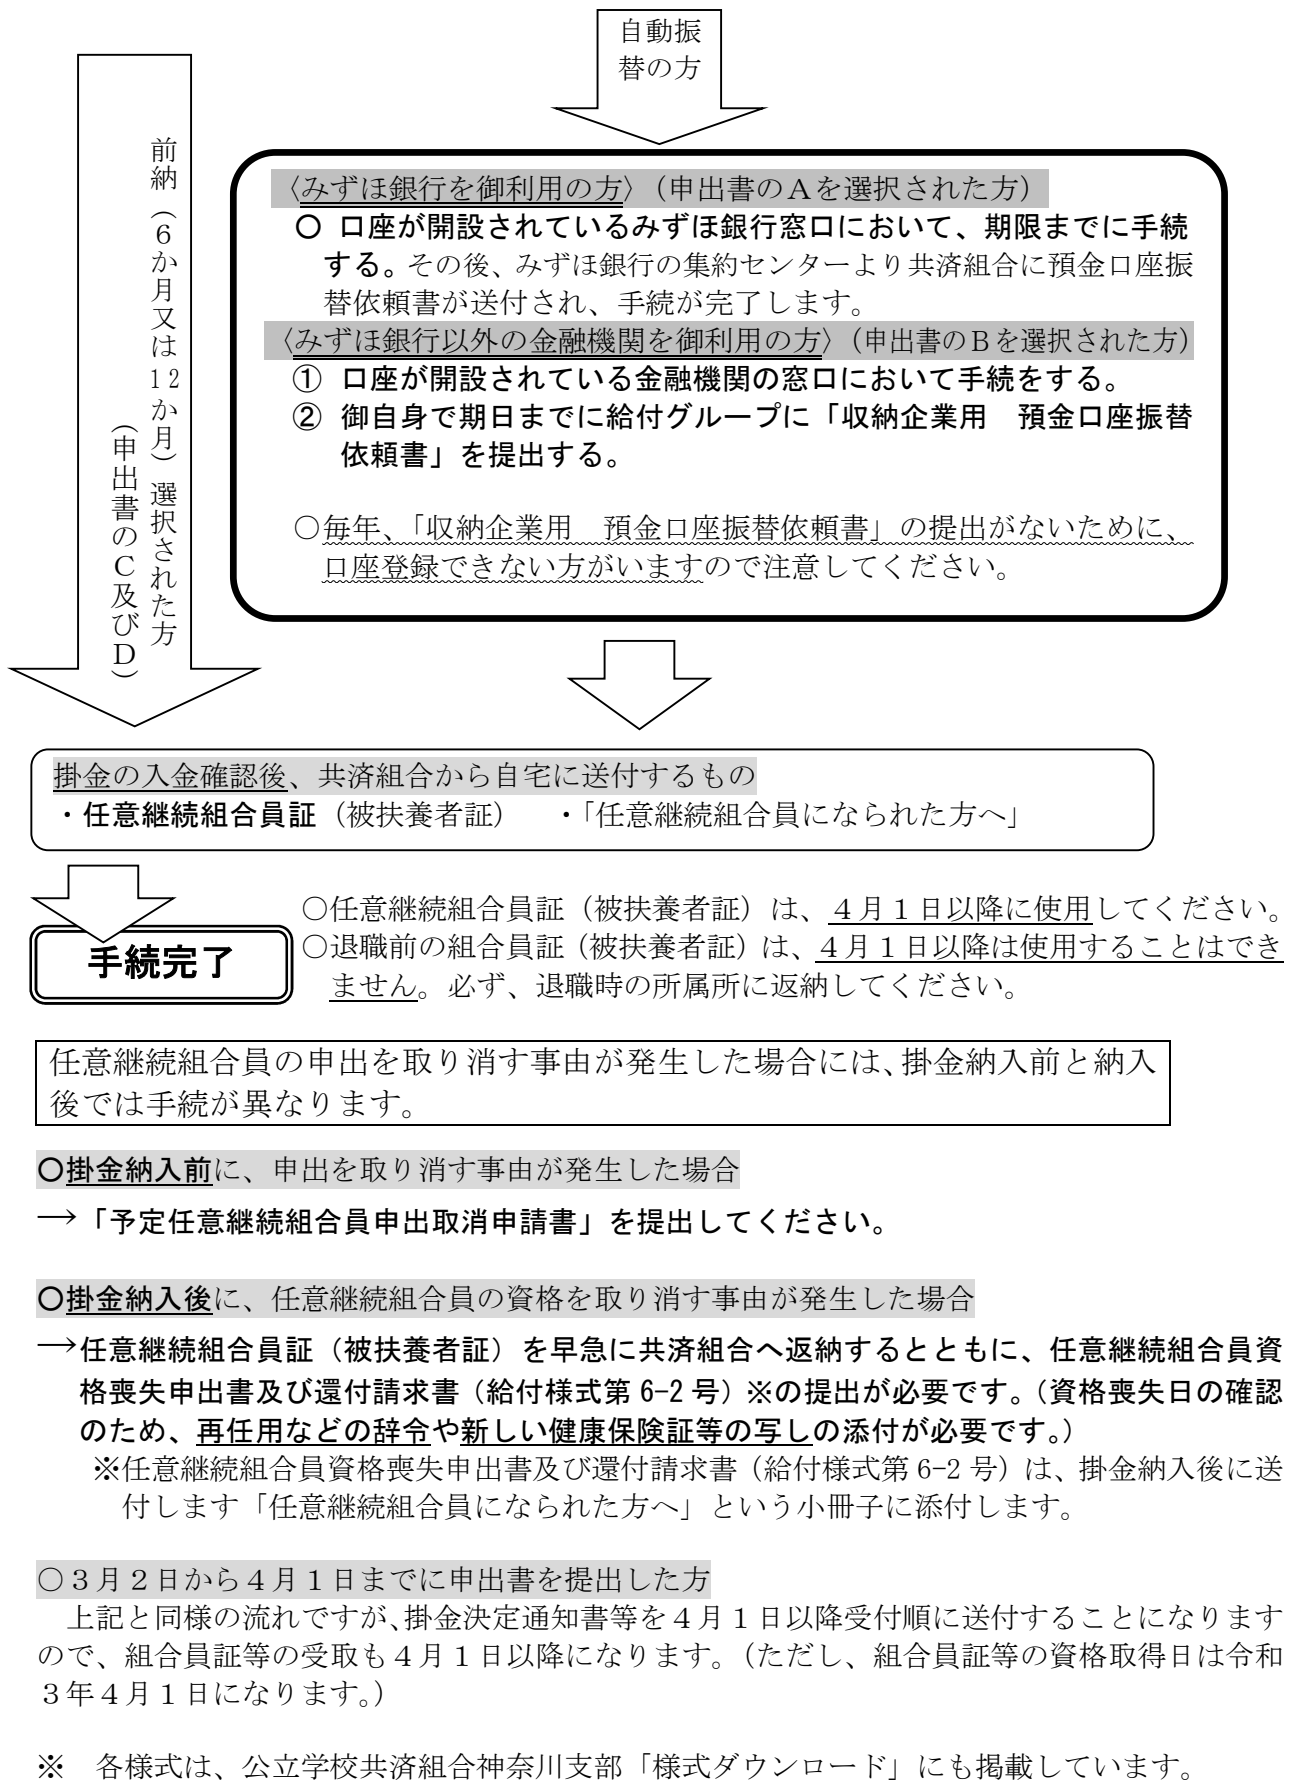 自動振
替の方
前納（６か月又は12か月）選択された方
（申出書のＣ及びＤ）
〈みずほ銀行を御利用の方〉（申出書のＡを選択された方）
〇 口座が開設されているみずほ銀行窓口において、期限までに手続
する。その後、みずほ銀行の集約センターより共済組合に預金口座振
替依頼書が送付され、手続が完了します。
〈みずほ銀行以外の金融機関を御利用の方〉（申出書のＢを選択された方）
① 口座が開設されている金融機関の窓口において手続をする。
② 御自身で期日までに給付グループに「収納企業用　預金口座振替
依頼書」を提出する。
○毎年、「収納企業用　預金口座振替依頼書」の提出がないために、
口座登録できない方がいますので注意してください。
掛金の入金確認後、共済組合から自宅に送付するもの
・任意継続組合員証（被扶養者証）　・「任意継続組合員になられた方へ」
手続完了
○任意継続組合員証（被扶養者証）は、４月１日以降に使用してください。
○退職前の組合員証（被扶養者証）は、４月１日以降は使用することはでき
ません。必ず、退職時の所属所に返納してください。
任意継続組合員の申出を取り消す事由が発生した場合には、掛金納入前と納入
後では手続が異なります。
〇掛金納入前に、申出を取り消す事由が発生した場合
→「予定任意継続組合員申出取消申請書」を提出してください。
〇掛金納入後に、任意継続組合員の資格を取り消す事由が発生した場合
→任意継続組合員証（被扶養者証）を早急に共済組合へ返納するとともに、任意継続組合員資
格喪失申出書及び還付請求書（給付様式第 6-2 号）※の提出が必要です。（資格喪失日の確認
のため、再任用などの辞令や新しい健康保険証等の写しの添付が必要です。）
※任意継続組合員資格喪失申出書及び還付請求書（給付様式第 6-2 号）は、掛金納入後に送
付します「任意継続組合員になられた方へ」という小冊子に添付します。
○３月２日から４月１日までに申出書を提出した方
上記と同様の流れですが、掛金決定通知書等を４月１日以降受付順に送付することになります
ので、組合員証等の受取も４月１日以降になります。（ただし、組合員証等の資格取得日は令和
３年４月１日になります。）
※　各様式は、公立学校共済組合神奈川支部「様式ダウンロード」にも掲載しています。